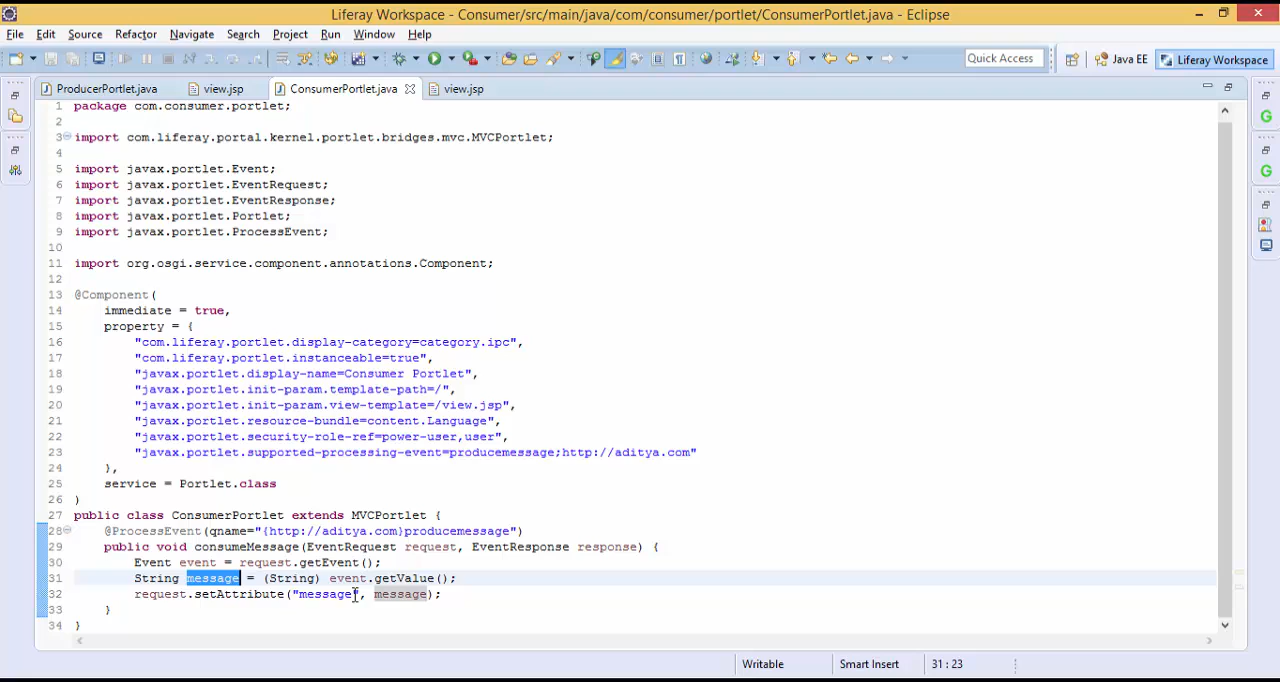 Liferay Workspace - Consumer/src/main/java/com/consumer/portlet/ConsumerPortlet.java - Eclipse
File Edit Source Refactor Navigate Search Project Run Window Help
Quick Access Java EE Liferay Workspace
ProducerPortlet.java view.jsp ConsumerPortlet.java view.jsp
1 package com.consumer.portlet;
2
3 import com.liferay.portal.kernel.portlet.bridges.mvc.MVCPortlet;
4
5 import javax.portlet.Event;
6 import javax.portlet.EventRequest;
7 import javax.portlet.EventResponse;
8 import javax.portlet.Portlet;
9 import javax.portlet.ProcessEvent;
10
11 import org.osgi.service.component.annotations.Component;
12
13 @Component(
14 immediate = true,
15 property = {
16 "com.liferay.portlet.display-category=category.ipc",
17 "com.liferay.portlet.instanceable=true",
18 "javax.portlet.display-name=Consumer Portlet",
19 "javax.portlet.init-param.template-path=/",
20 "javax.portlet.init-param.view-template=/view.jsp",
21 "javax.portlet.resource-bundle=content.Language",
22 "javax.portlet.security-role-ref=power-user,user",
23 "javax.portlet.supported-processing-event=producemessage;http://aditya.com"
24 },
25 service = Portlet.class
26 )
27 public class ConsumerPortlet extends MVCPortlet {
28 @ProcessEvent(qname="{http://aditya.com}producemessage")
29 public void consumeMessage(EventRequest request, EventResponse response) {
30 Event event = request.getEvent();
31 String message = (String) event.getValue();
32 request.setAttribute("message", message);
33 }
34 }
Writable Smart Insert 31 : 23